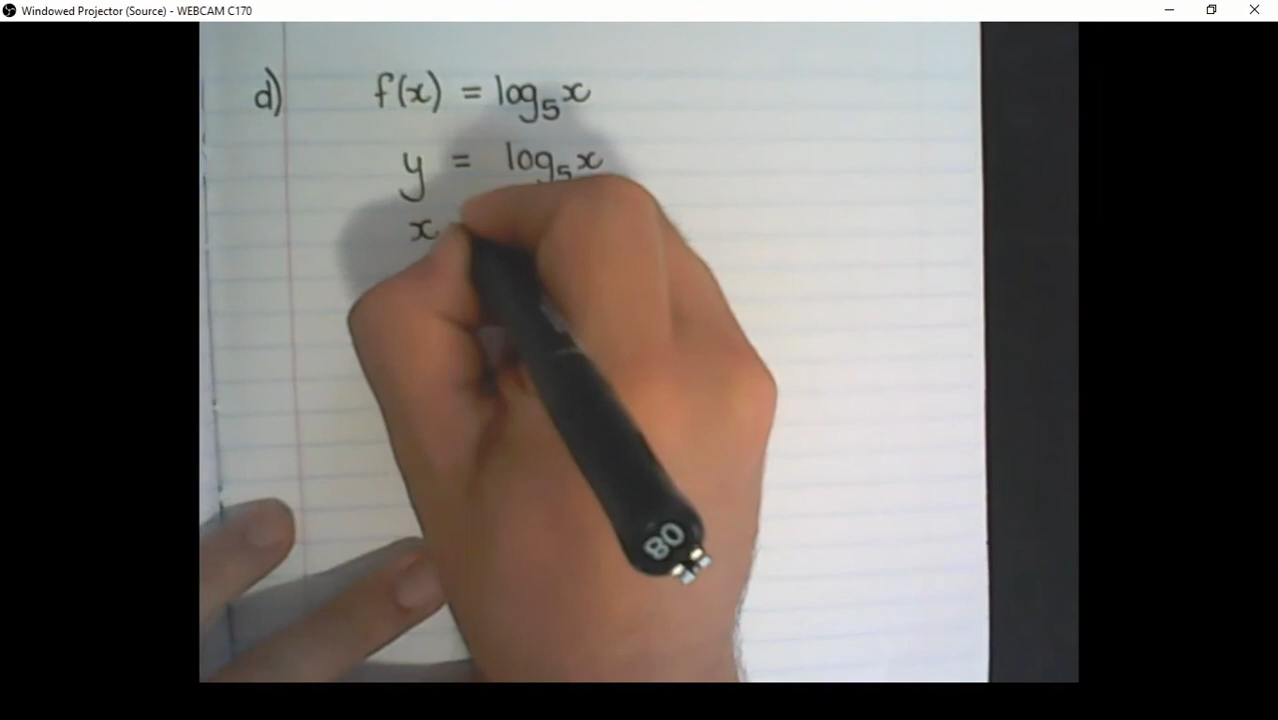 Windowed Projector (Source) - WEBCAM C170
d) f(x) = log₅x
y = log₅x
x
80